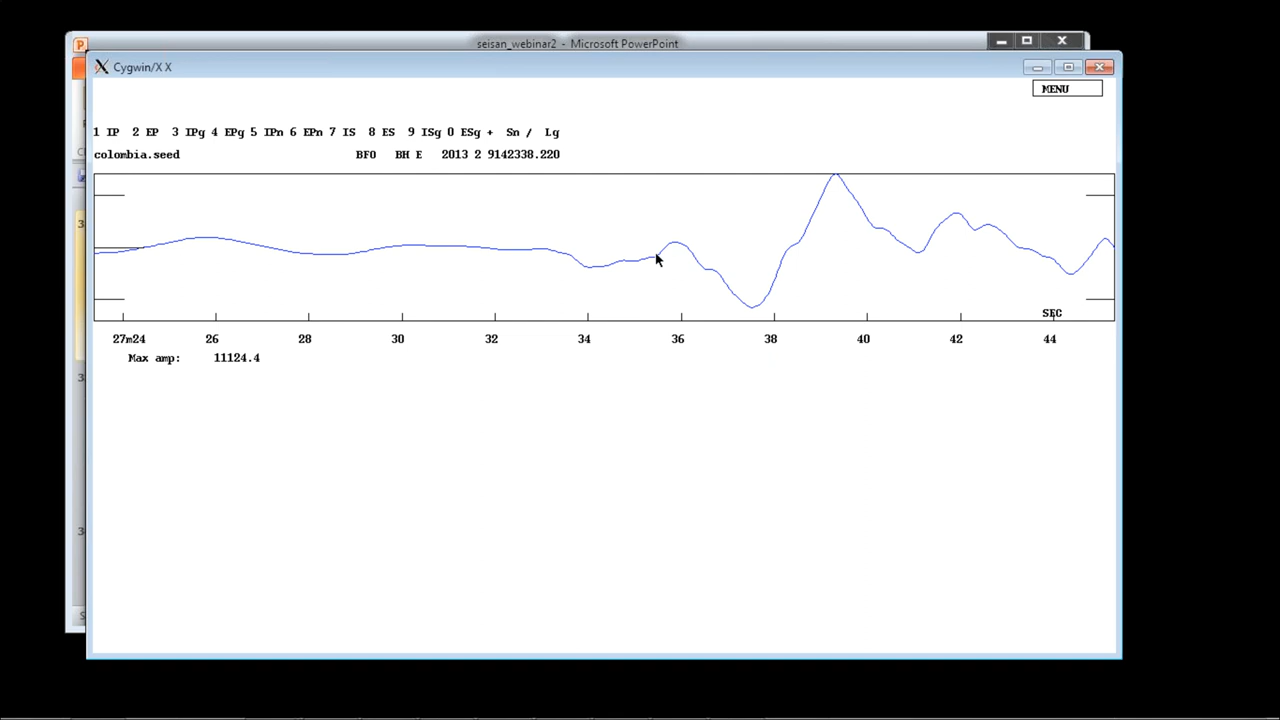 seisan_webinar2 - Microsoft PowerPoint
Cygwin/X X
MENU
1 IP 2 EP 3 IPg 4 EPg 5 IPn 6 EPn 7 IS 8 ES 9 ISg 0 ESg + Sn / Lg
colombia.seed BFO BH E 2013 2 9142338.220
SEC
27m24 26 28 30 32 34 36 38 40 42 44
Max amp: 11124.4